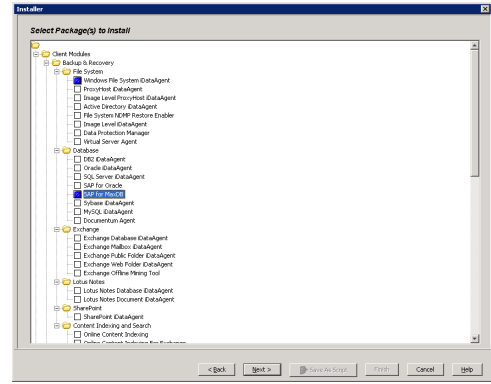 Installer
Select Package(s) to Install
Client Modules
Backup & Recovery
File System
Windows File System iDataAgent
ProxyHost iDataAgent
Image Level ProxyHost iDataAgent
Active Directory iDataAgent
File System NDMP Restore Enabler
Image Level iDataAgent
Data Protection Manager
Virtual Server Agent
Database
DB2 iDataAgent
Oracle iDataAgent
SQL Server iDataAgent
SAP for Oracle
SAP for MaxDB
Sybase iDataAgent
MySQL iDataAgent
Documentum Agent
Exchange
Exchange Database iDataAgent
Exchange Mailbox iDataAgent
Exchange Public Folder iDataAgent
Exchange Web Folder iDataAgent
Exchange Offline Mining Tool
Lotus Notes
Lotus Notes Database iDataAgent
Lotus Notes Document iDataAgent
SharePoint
SharePoint iDataAgent
Content Indexing and Search
Online Content Indexing
Online Content Indexing For Exchange
< Back Next > Save As Script Finish Cancel Help